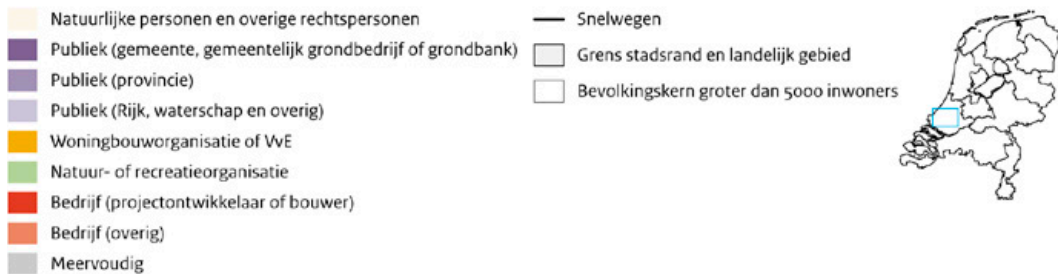 Natuurlijke personen en overige rechtspersonen
Publiek (gemeente, gemeentelijk grondbedrijf of grondbank)
Publiek (provincie)
Publiek (Rijk, waterschap en overig)
Woningbouworganisatie of VvE
Natuur- of recreatieorganisatie
Bedrijf (projectontwikkelaar of bouwer)
Bedrijf (overig)
Meervoudig
Snelwegen
Grens stadsrand en landelijk gebied
Bevolkingskern groter dan 5000 inwoners